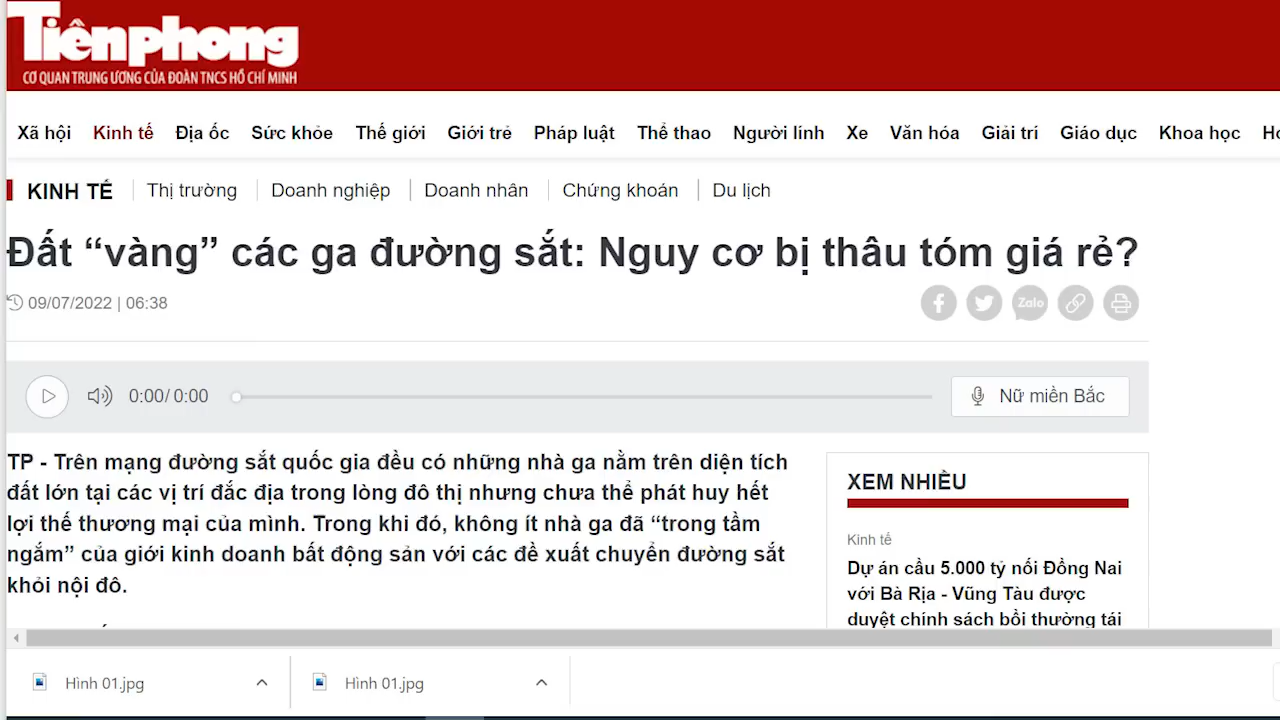 Tiênphong
CƠ QUAN TRUNG ƯƠNG CỦA ĐOÀN TNCS HỒ CHÍ MINH
Xã hội Kinh tế Địa ốc Sức khỏe Thế giới Giới trẻ Pháp luật Thể thao Người lính Xe Văn hóa Giải trí Giáo dục Khoa học
KINH TẾ Thị trường Doanh nghiệp Doanh nhân Chứng khoán Du lịch
Đất “vàng” các ga đường sắt: Nguy cơ bị thâu tóm giá rẻ?
09/07/2022 | 06:38
Zalo
0:00/ 0:00
Nữ miền Bắc
TP - Trên mạng đường sắt quốc gia đều có những nhà ga nằm trên diện tích
đất lớn tại các vị trí đắc địa trong lòng đô thị nhưng chưa thể phát huy hết
lợi thế thương mại của mình. Trong khi đó, không ít nhà ga đã “trong tầm
ngắm” của giới kinh doanh bất động sản với các đề xuất chuyển đường sắt
khỏi nội đô.
XEM NHIỀU
Kinh tế
Dự án cầu 5.000 tỷ nối Đồng Nai
với Bà Rịa - Vũng Tàu được
duyệt chính sách bồi thường tái
Hình 01.jpg
Hình 01.jpg